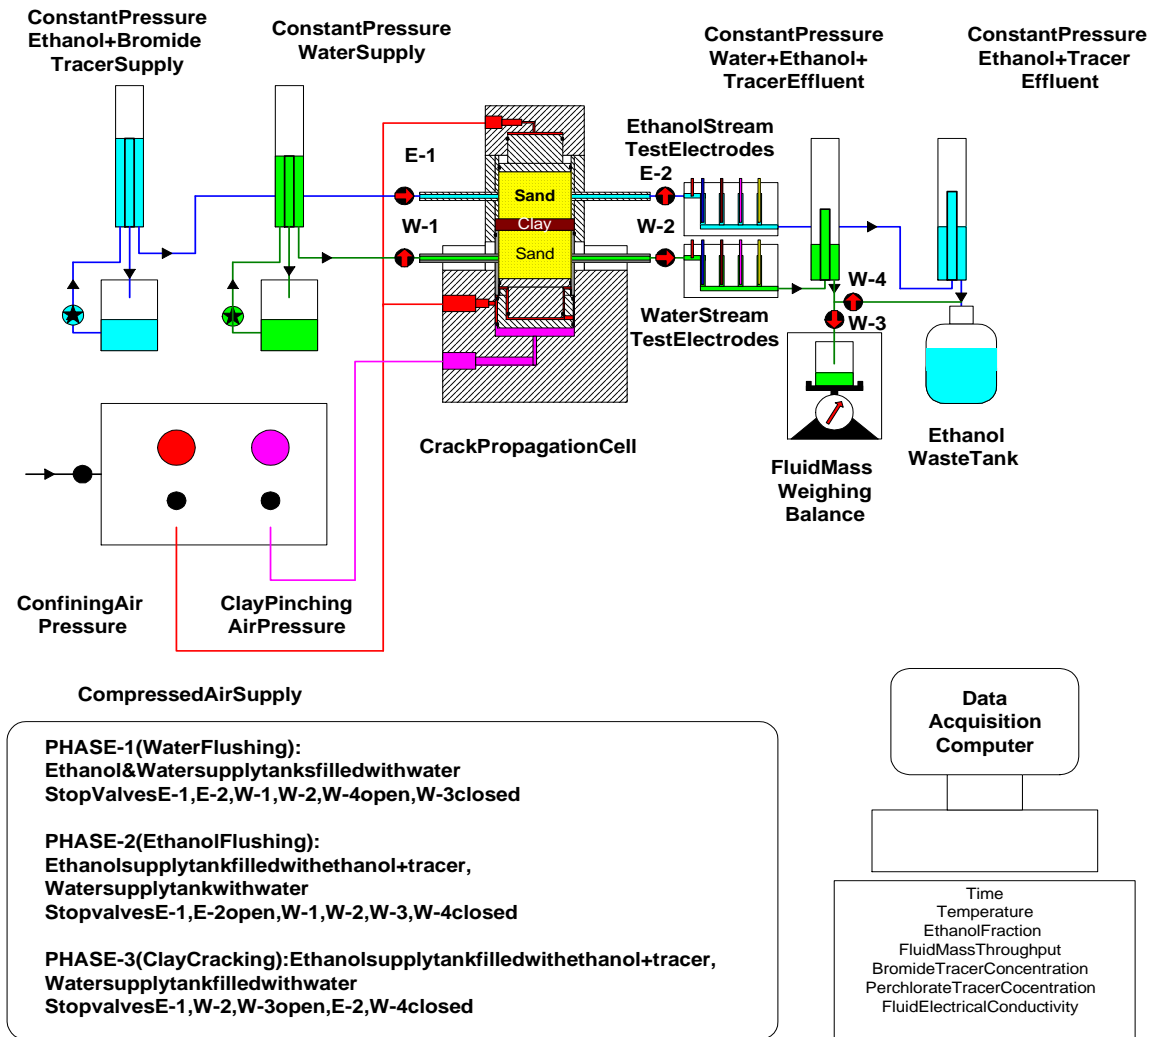 ConstantPressure
Ethanol+Bromide
TracerSupply
ConstantPressure
WaterSupply
ConstantPressure
Water+Ethanol+
TracerEffluent
ConstantPressure
Ethanol+Tracer
Effluent
EthanolStream
TestElectrodes
E-1
E-2
Sand
W-1
Clay
W-2
Sand
W-4
W-3
WaterStream
TestElectrodes
CrackPropagationCell
FluidMass
Weighing
Balance
Ethanol
WasteTank
ConfiningAir
Pressure
ClayPinching
AirPressure
CompressedAirSupply
PHASE-1(WaterFlushing):
Ethanol&Watersupplytanksfilledwithwater
StopValvesE-1,E-2,W-1,W-2,W-4open,W-3closed
PHASE-2(EthanolFlushing):
Ethanolsupplytankfilledwithethanol+tracer,
Watersupplytankwithwater
StopvalvesE-1,E-2open,W-1,W-2,W-3,W-4closed
PHASE-3(ClayCracking):Ethanolsupplytankfilledwithethanol+tracer,
Watersupplytankfilledwithwater
StopvalvesE-1,W-2,W-3open,E-2,W-4closed
Data
Acquisition
Computer
Time
Temperature
EthanolFraction
FluidMassThroughput
BromideTracerConcentration
PerchlorateTracerCocentration
FluidElectricalConductivity